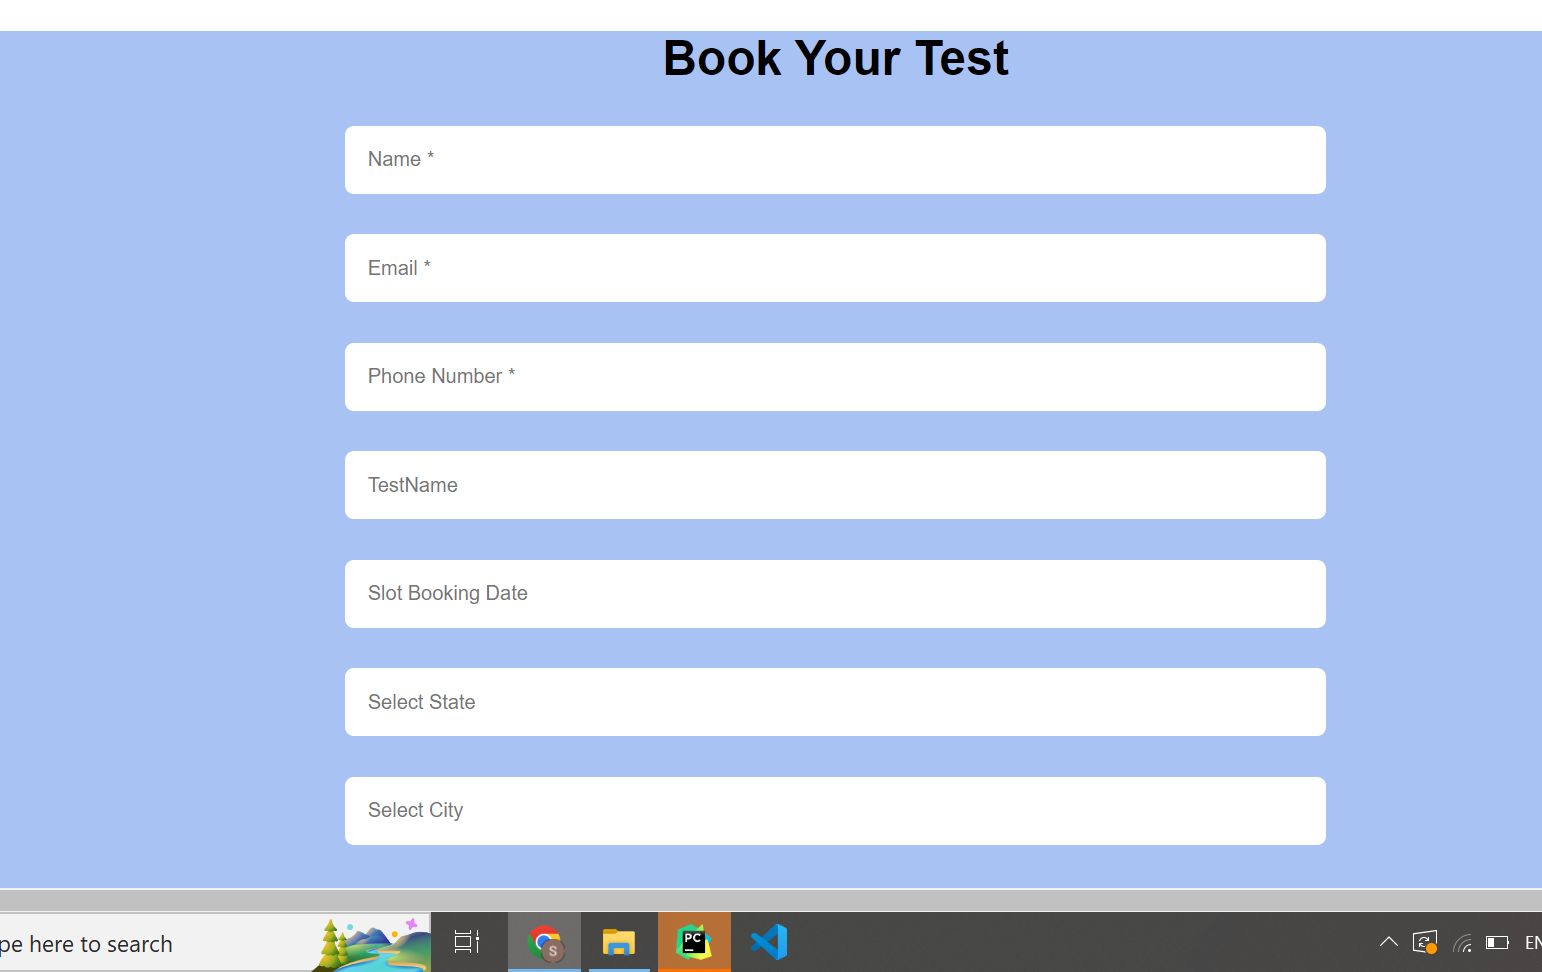 Book Your Test
Name *
Email *
Phone Number *
TestName
Slot Booking Date
Select State
Select City
pe here to search
S
PC
EN